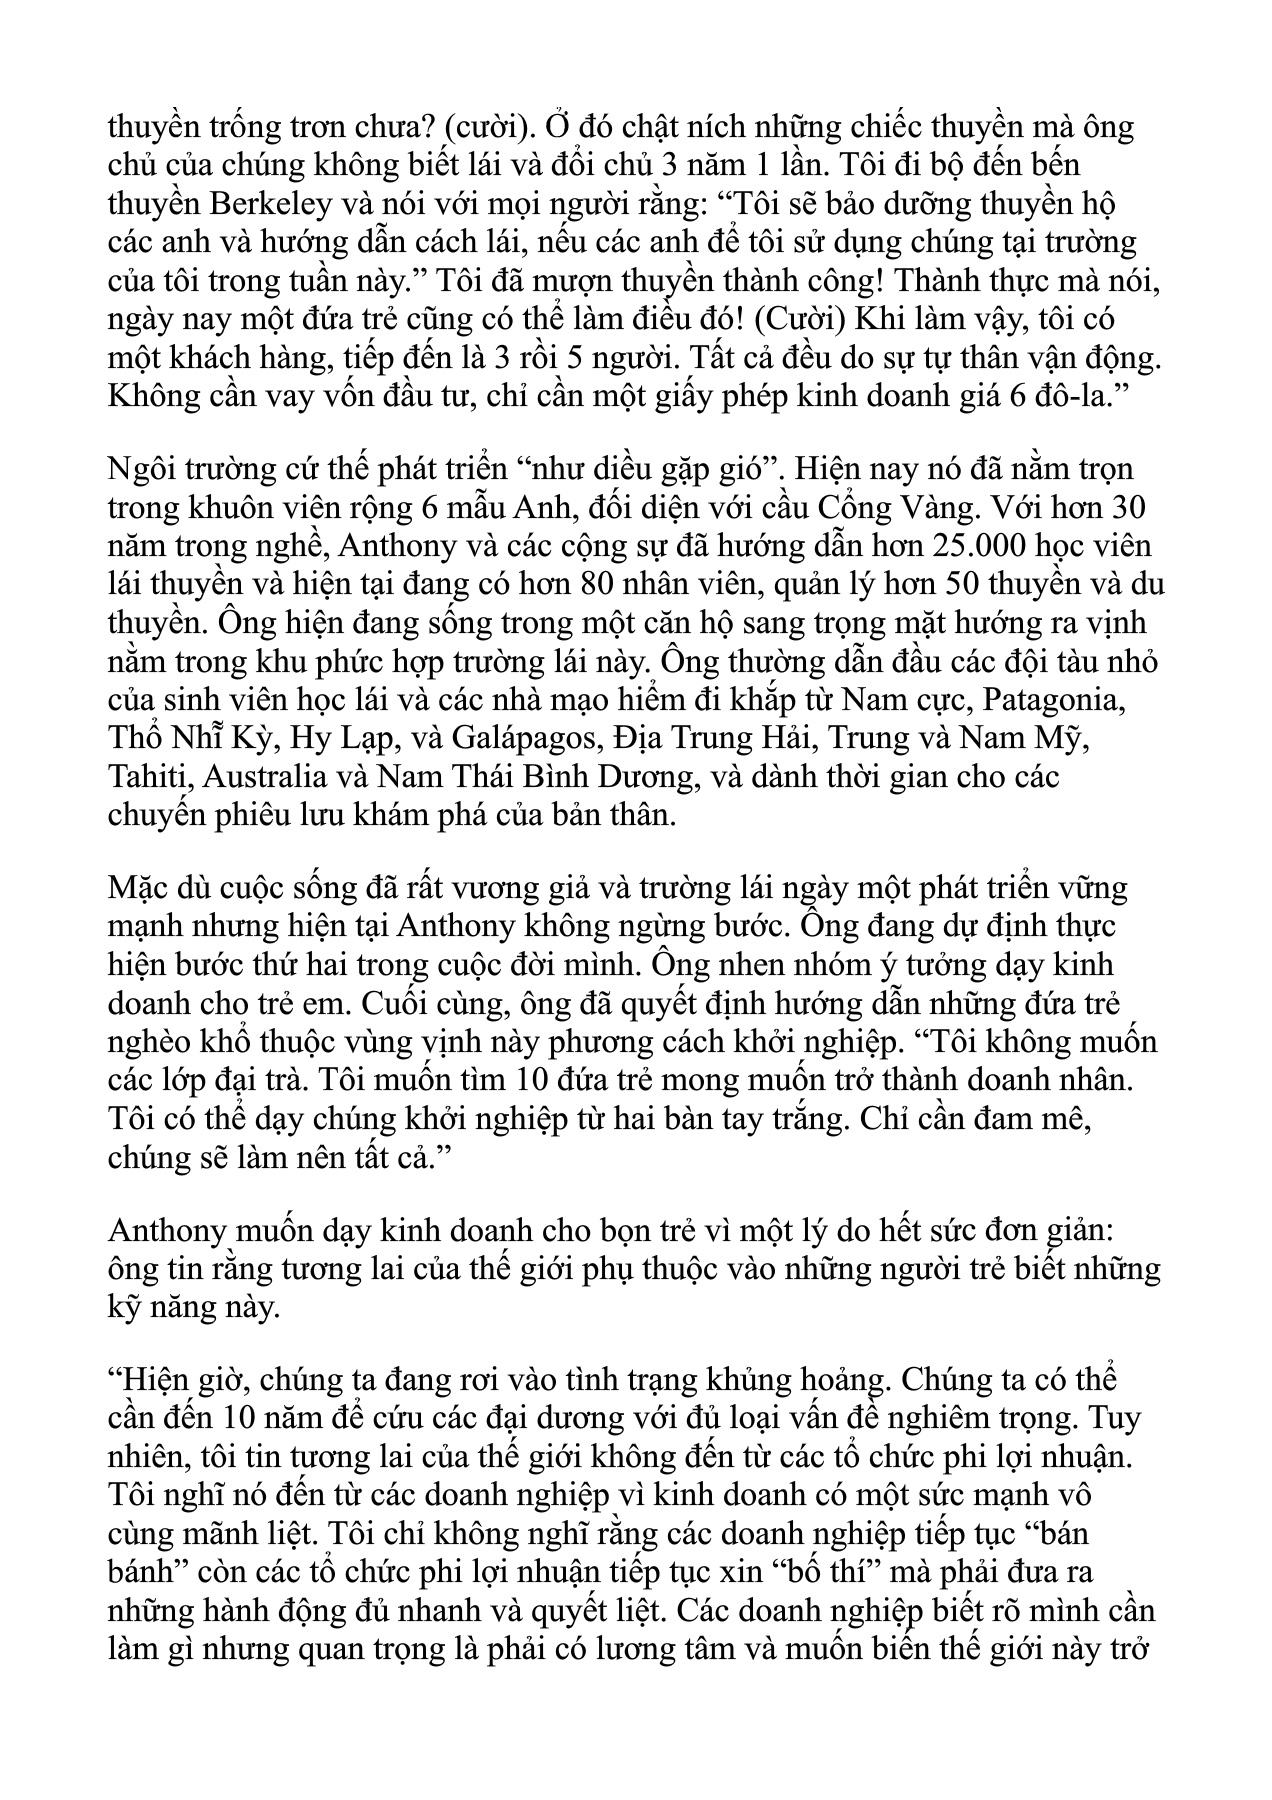 thuyền trống trơn chưa? (cười). Ở đó chật ních những chiếc thuyền mà ông
chủ của chúng không biết lái và đổi chủ 3 năm 1 lần. Tôi đi bộ đến bến
thuyền Berkeley và nói với mọi người rằng: “Tôi sẽ bảo dưỡng thuyền hộ
các anh và hướng dẫn cách lái, nếu các anh để tôi sử dụng chúng tại trường
của tôi trong tuần này.” Tôi đã mượn thuyền thành công! Thành thực mà nói,
ngày nay một đứa trẻ cũng có thể làm điều đó! (Cười) Khi làm vậy, tôi có
một khách hàng, tiếp đến là 3 rồi 5 người. Tất cả đều do sự tự thân vận động.
Không cần vay vốn đầu tư, chỉ cần một giấy phép kinh doanh giá 6 đô-la.”
Ngôi trường cứ thế phát triển “như diều gặp gió”. Hiện nay nó đã nằm trọn
trong khuôn viên rộng 6 mẫu Anh, đối diện với cầu Cổng Vàng. Với hơn 30
năm trong nghề, Anthony và các cộng sự đã hướng dẫn hơn 25.000 học viên
lái thuyền và hiện tại đang có hơn 80 nhân viên, quản lý hơn 50 thuyền và du
thuyền. Ông hiện đang sống trong một căn hộ sang trọng mặt hướng ra vịnh
nằm trong khu phức hợp trường lái này. Ông thường dẫn đầu các đội tàu nhỏ
của sinh viên học lái và các nhà mạo hiểm đi khắp từ Nam cực, Patagonia,
Thổ Nhĩ Kỳ, Hy Lạp, và Galápagos, Địa Trung Hải, Trung và Nam Mỹ,
Tahiti, Australia và Nam Thái Bình Dương, và dành thời gian cho các
chuyến phiêu lưu khám phá của bản thân.
Mặc dù cuộc sống đã rất vương giả và trường lái ngày một phát triển vững
mạnh nhưng hiện tại Anthony không ngừng bước. Ông đang dự định thực
hiện bước thứ hai trong cuộc đời mình. Ông nhen nhóm ý tưởng dạy kinh
doanh cho trẻ em. Cuối cùng, ông đã quyết định hướng dẫn những đứa trẻ
nghèo khổ thuộc vùng vịnh này phương cách khởi nghiệp. “Tôi không muốn
các lớp đại trà. Tôi muốn tìm 10 đứa trẻ mong muốn trở thành doanh nhân.
Tôi có thể dạy chúng khởi nghiệp từ hai bàn tay trắng. Chỉ cần đam mê,
chúng sẽ làm nên tất cả.”
Anthony muốn dạy kinh doanh cho bọn trẻ vì một lý do hết sức đơn giản:
ông tin rằng tương lai của thế giới phụ thuộc vào những người trẻ biết những
kỹ năng này.
“Hiện giờ, chúng ta đang rơi vào tình trạng khủng hoảng. Chúng ta có thể
cần đến 10 năm để cứu các đại dương với đủ loại vấn đề nghiêm trọng. Tuy
nhiên, tôi tin tương lai của thế giới không đến từ các tổ chức phi lợi nhuận.
Tôi nghĩ nó đến từ các doanh nghiệp vì kinh doanh có một sức mạnh vô
cùng mãnh liệt. Tôi chỉ không nghĩ rằng các doanh nghiệp tiếp tục “bán
bánh” còn các tổ chức phi lợi nhuận tiếp tục xin “bố thí” mà phải đưa ra
những hành động đủ nhanh và quyết liệt. Các doanh nghiệp biết rõ mình cần
làm gì nhưng quan trọng là phải có lương tâm và muốn biến thế giới này trở